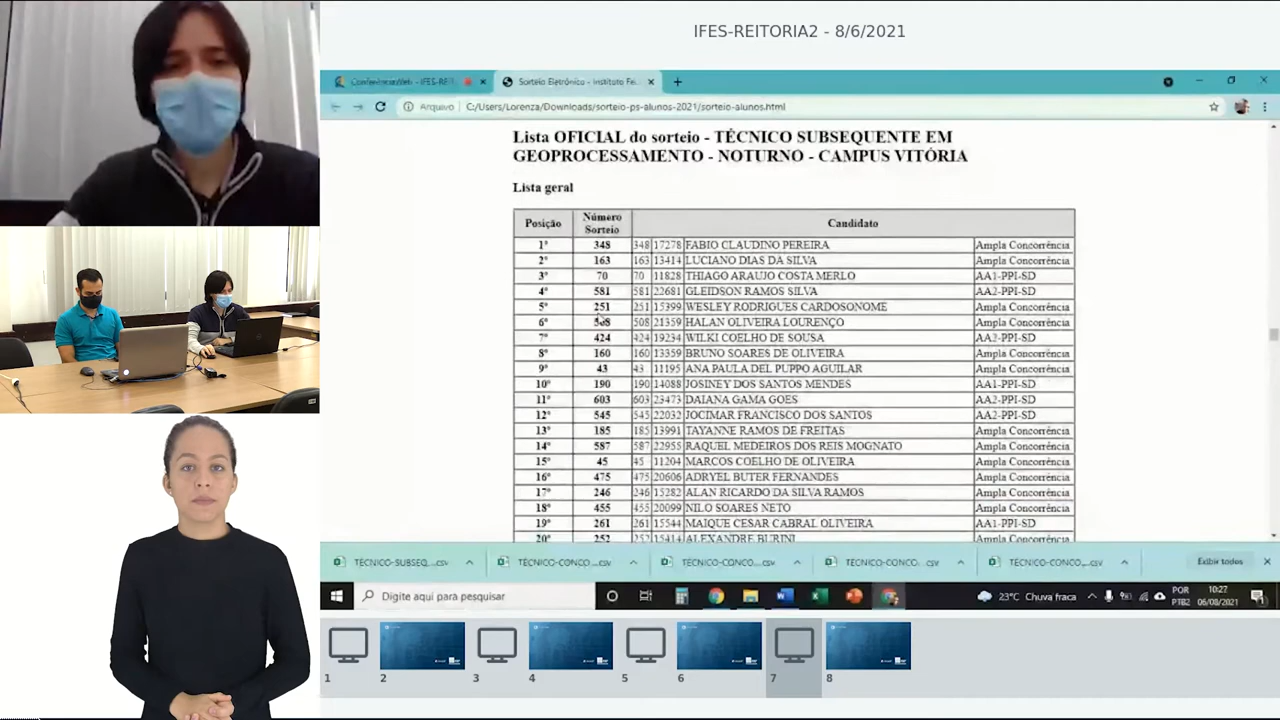 IFES-REITORIA2 - 8/6/2021
ConferênciaWeb - IFES-REIT
Sorteio Eletrônico - Instituto Fe
Arquivo C:/Users/Lorenza/Downloads/sorteio-ps-alunos-2021/sorteio-alunos.html
Lista OFICIAL do sorteio - TÉCNICO SUBSEQUENTE EM
GEOPROCESSAMENTO - NOTURNO - CAMPUS VITÓRIA
Lista geral
Posição Número Sorteio Candidato
1º 348 348 17278 FABIO CLAUDINO PEREIRA Ampla Concorrência
2º 163 163 13414 LUCIANO DIAS DA SILVA Ampla Concorrência
3º 70 70 11828 THIAGO ARAUJO COSTA MERLO AA1-PPI-SD
4º 581 581 22681 GLEIDSON RAMOS SILVA AA2-PPI-SD
5º 251 251 15399 WESLEY RODRIGUES CARDOSONOME Ampla Concorrência
6º 508 508 21359 HALAN OLIVEIRA LOURENÇO Ampla Concorrência
7º 424 424 19234 WILKI COELHO DE SOUSA AA2-PPI-SD
8º 160 160 13359 BRUNO SOARES DE OLIVEIRA Ampla Concorrência
9º 43 43 11195 ANA PAULA DEL PUPPO AGUILAR Ampla Concorrência
10º 190 190 14088 JOSINEY DOS SANTOS MENDES AA1-PPI-SD
11º 603 603 23473 DAIANA GAMA GOES AA2-PPI-SD
12º 545 545 22032 JOCIMAR FRANCISCO DOS SANTOS AA2-PPI-SD
13º 185 185 13991 TAYANNE RAMOS DE FREITAS Ampla Concorrência
14º 587 587 22955 RAQUEL MEDEIROS DOS REIS MOGNATO Ampla Concorrência
15º 45 45 11204 MARCOS COELHO DE OLIVEIRA Ampla Concorrência
16º 475 475 20606 ADRYEL BUTER FERNANDES Ampla Concorrência
17º 246 246 15282 ALAN RICARDO DA SILVA RAMOS Ampla Concorrência
18º 455 455 20099 NILO SOARES NETO Ampla Concorrência
19º 261 261 15544 MAIQUE CESAR CABRAL OLIVEIRA AA1-PPI-SD
20º 252 252 15414 ALEXANDRE BURINI Ampla Concorrência
TÉCNICO-SUBSEQ....csv TÉCNICO-CONCO....csv TÉCNICO-CONCO....csv TÉCNICO-CONCO....csv TÉCNICO-CONCO....csv Exibir todos
Digite aqui para pesquisar 23°C Chuva fraca POR 10:27
PTB2 06/08/2021
1 2 3 4 5 6 7 8